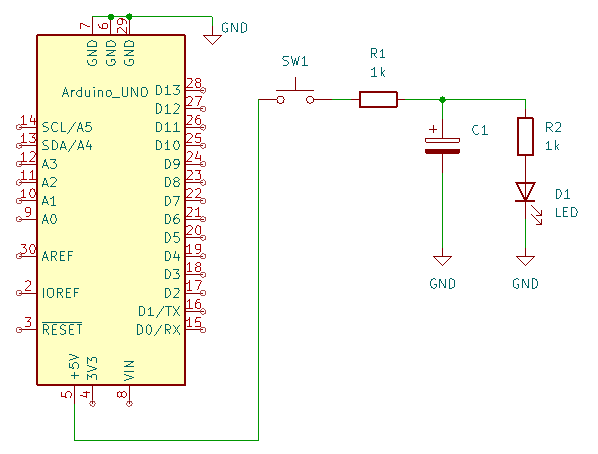 7
6
29
GND
GND
GND
GND
Arduino_UNO
14
SCL/A5
13
SDA/A4
12
A3
11
A2
10
A1
9
A0
30
AREF
2
IOREF
3
RESET
D13
28
D12
27
D11
26
D10
25
D9
24
D8
23
D7
22
D6
21
D5
20
D4
19
D3
18
D2
17
D1/TX
16
D0/RX
15
+5V
3V3
VIN
5
4
8
SW1
R1
1k
+
C1
R2
1k
D1
LED
GND
GND